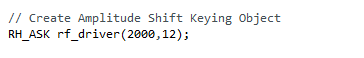 // Create Amplitude Shift Keying Object
RH_ASK rf_driver(2000,12);